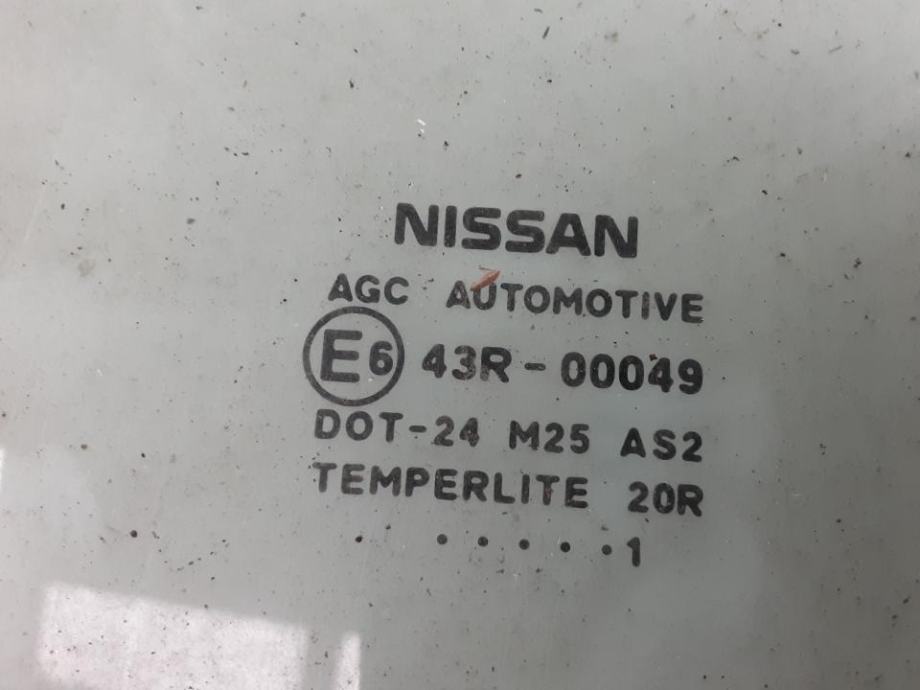 NISSAN
AGC AUTOMOTIVE
E6 43R-00049
DOT-24 M25 AS2
TEMPERLITE 20R
. .....1